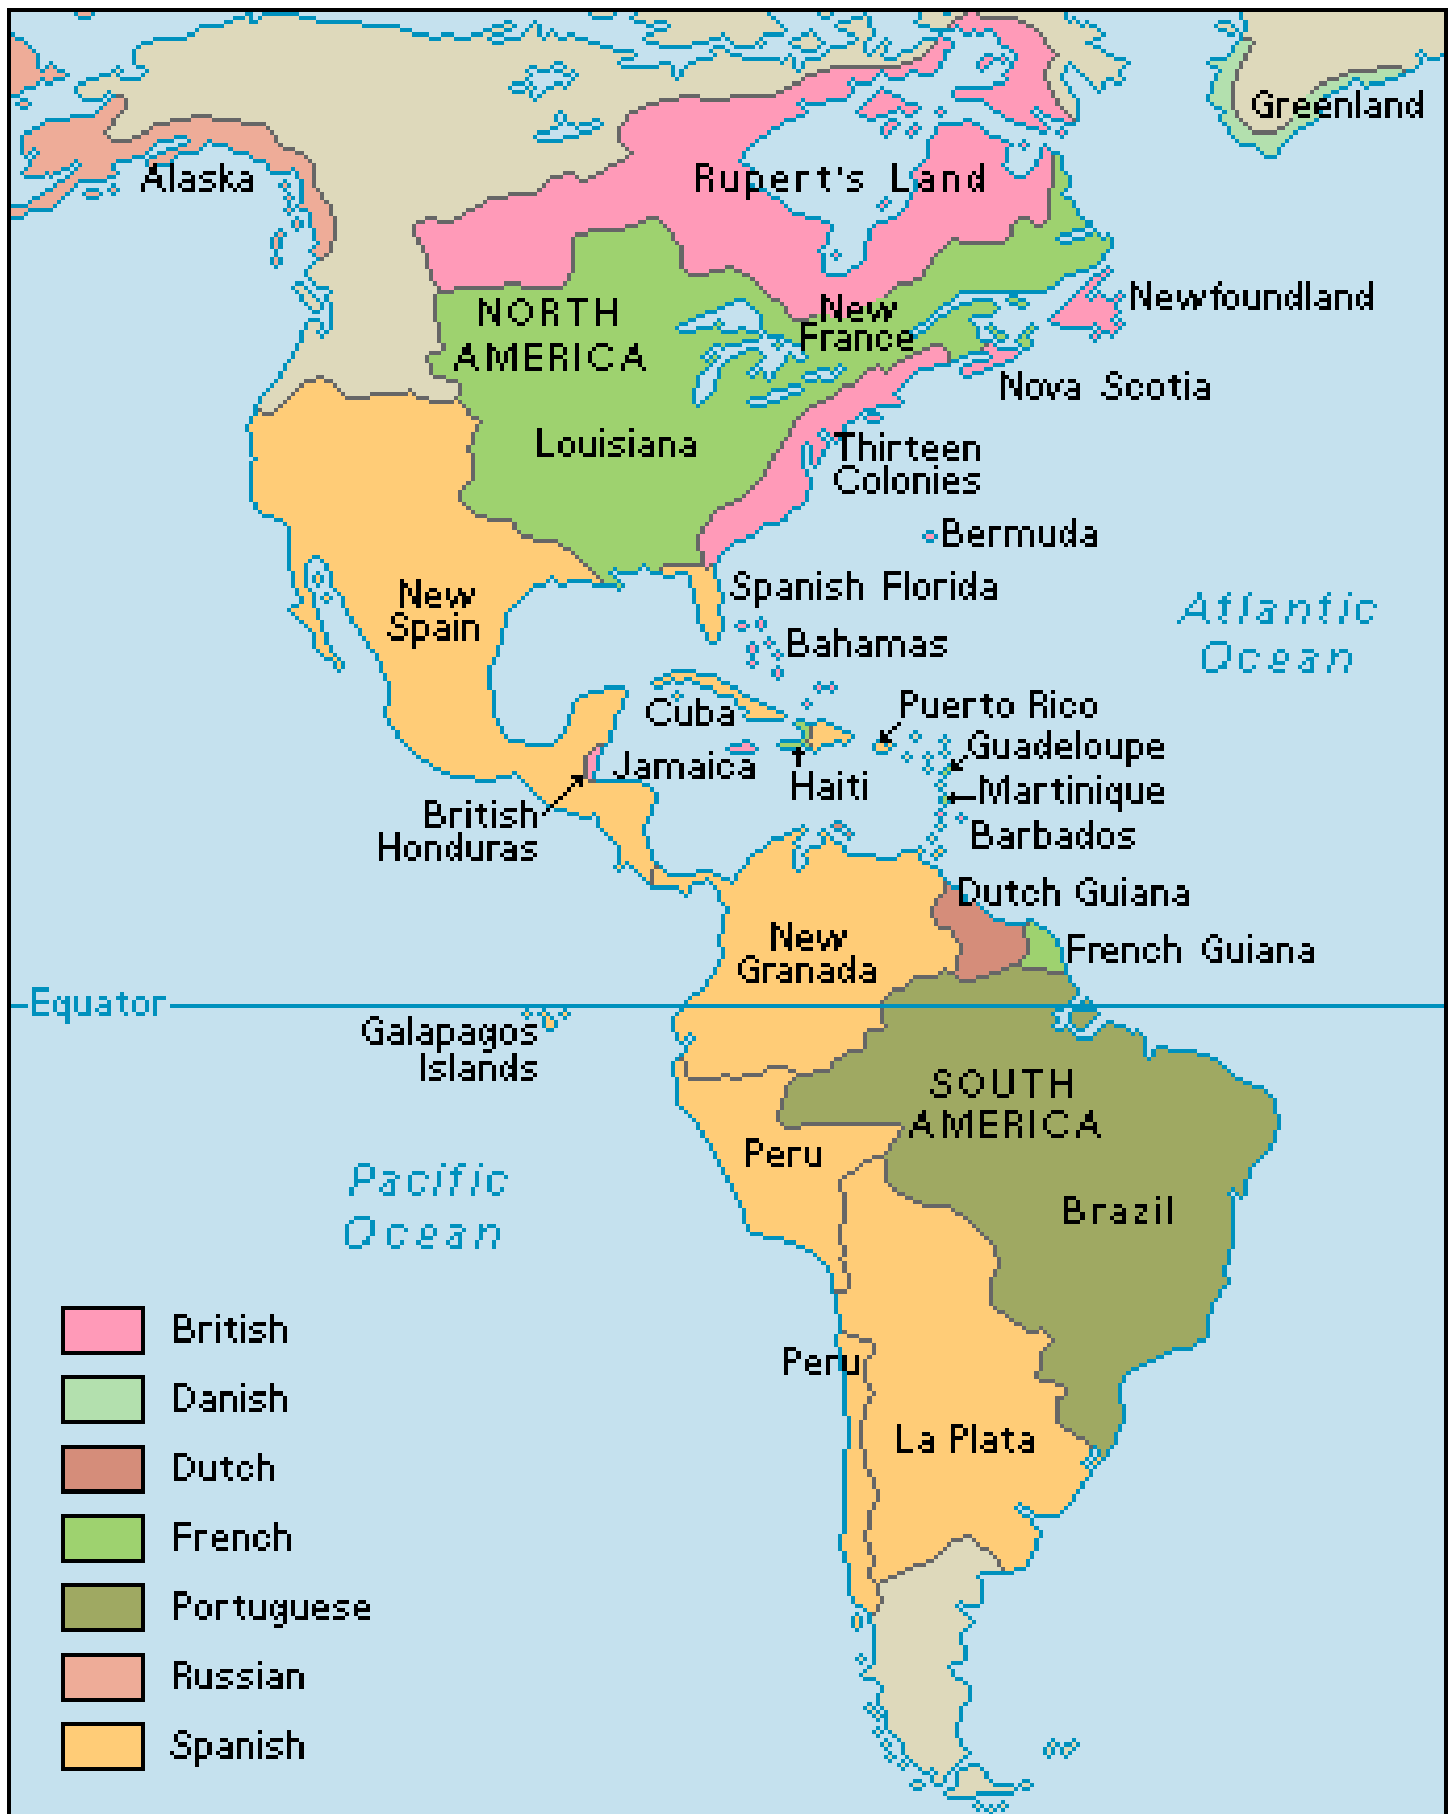 Greenland
Alaska
Rupert's Land
Newfoundland
NORTH
AMERICA
New
France
Nova Scotia
Louisiana
Thirteen
Colonies
Bermuda
Spanish Florida
New
Spain
Atlantic
Ocean
Bahamas
Cuba
Puerto Rico
Guadeloupe
Jamaica
Haiti
Martinique
British
Honduras
Barbados
Dutch Guiana
New
Granada
French Guiana
Equator
Galapagos
Islands
SOUTH
AMERICA
Peru
Pacific
Ocean
Brazil
Peru
La Plata
British
Danish
Dutch
French
Portuguese
Russian
Spanish